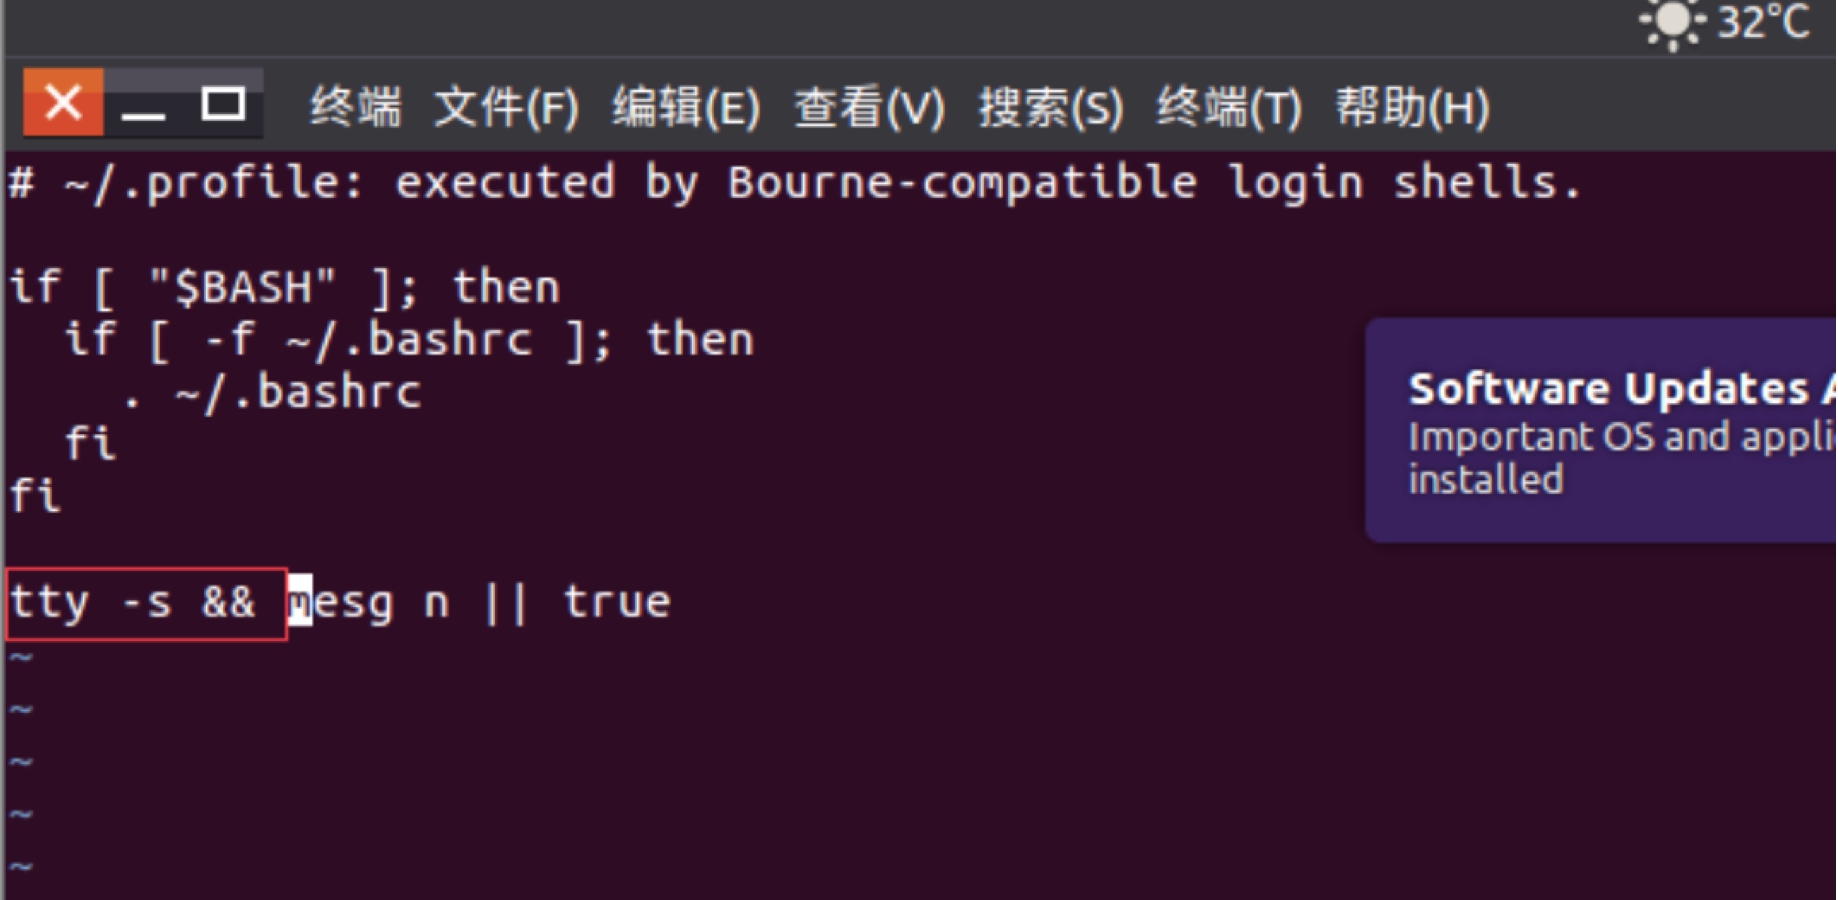 32°C
终端 文件(F) 编辑(E) 查看(V) 搜索(S) 终端(T) 帮助(H)
# ~/.profile: executed by Bourne-compatible login shells.
if [ "$BASH" ]; then
  if [ -f ~/.bashrc ]; then
    . ~/.bashrc
  fi
fi
tty -s && mesg n || true
~
~
~
~
~
Software Updates
Important OS and appli
installed